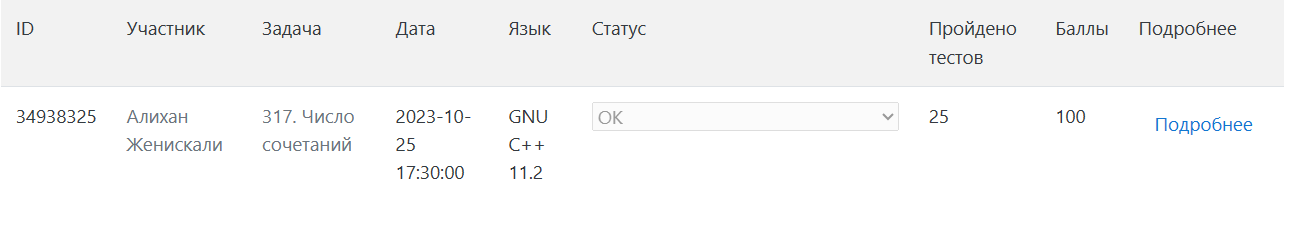 ID Участник Задача Дата Язык Статус Пройдено Баллы Подробнее
тестов
34938325 Алихан 317. Число 2023-10- GNU OK 25 100 Подробнее
Женискали сочетаний 25 C++
17:30:00 11.2